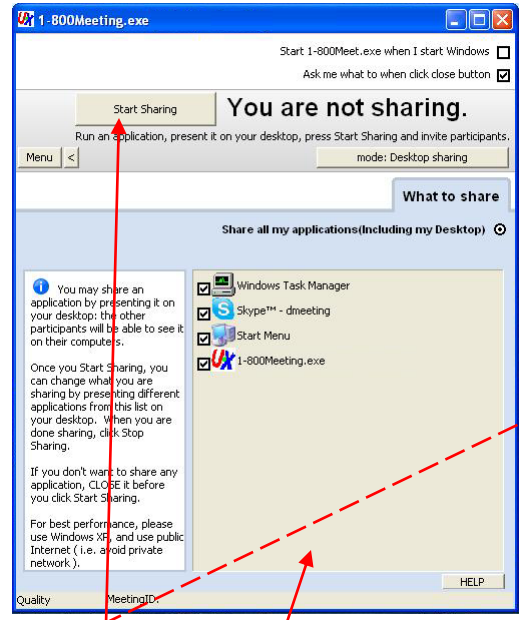 1-800Meeting.exe
Start 1-800Meet.exe when I start Windows
Ask me what to when click close button
Start Sharing
You are not sharing.
Run an application, present it on your desktop, press Start Sharing and invite participants.
Menu
<
mode: Desktop sharing
What to share
Share all my applications(Including my Desktop)
You may share an
application by presenting it on
your desktop: the other
participants will be able to see it
on their computers.
Once you Start Sharing, you
can change what you are
sharing by presenting different
applications from this list on
your desktop. When you are
done sharing, click Stop
Sharing.
If you don't want to share any
application, CLOSE it before
you click Start Sharing.
For best performance, please
use Windows XP, and use public
Internet ( i.e. avoid private
network ).
Windows Task Manager
Skype™ - dmeeting
Start Menu
1-800Meeting.exe
HELP
Quality MeetingID: